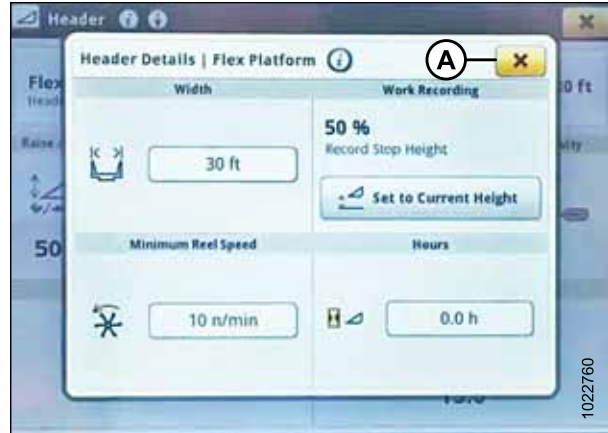 Header
Header Details | Flex Platform
A
Flex
0 ft
Width
Work Recording
50 %
Record Stop Height
30 ft
Set to Current Height
50
Minimum Reel Speed
Hours
10 n/min
0.0 h
1022760